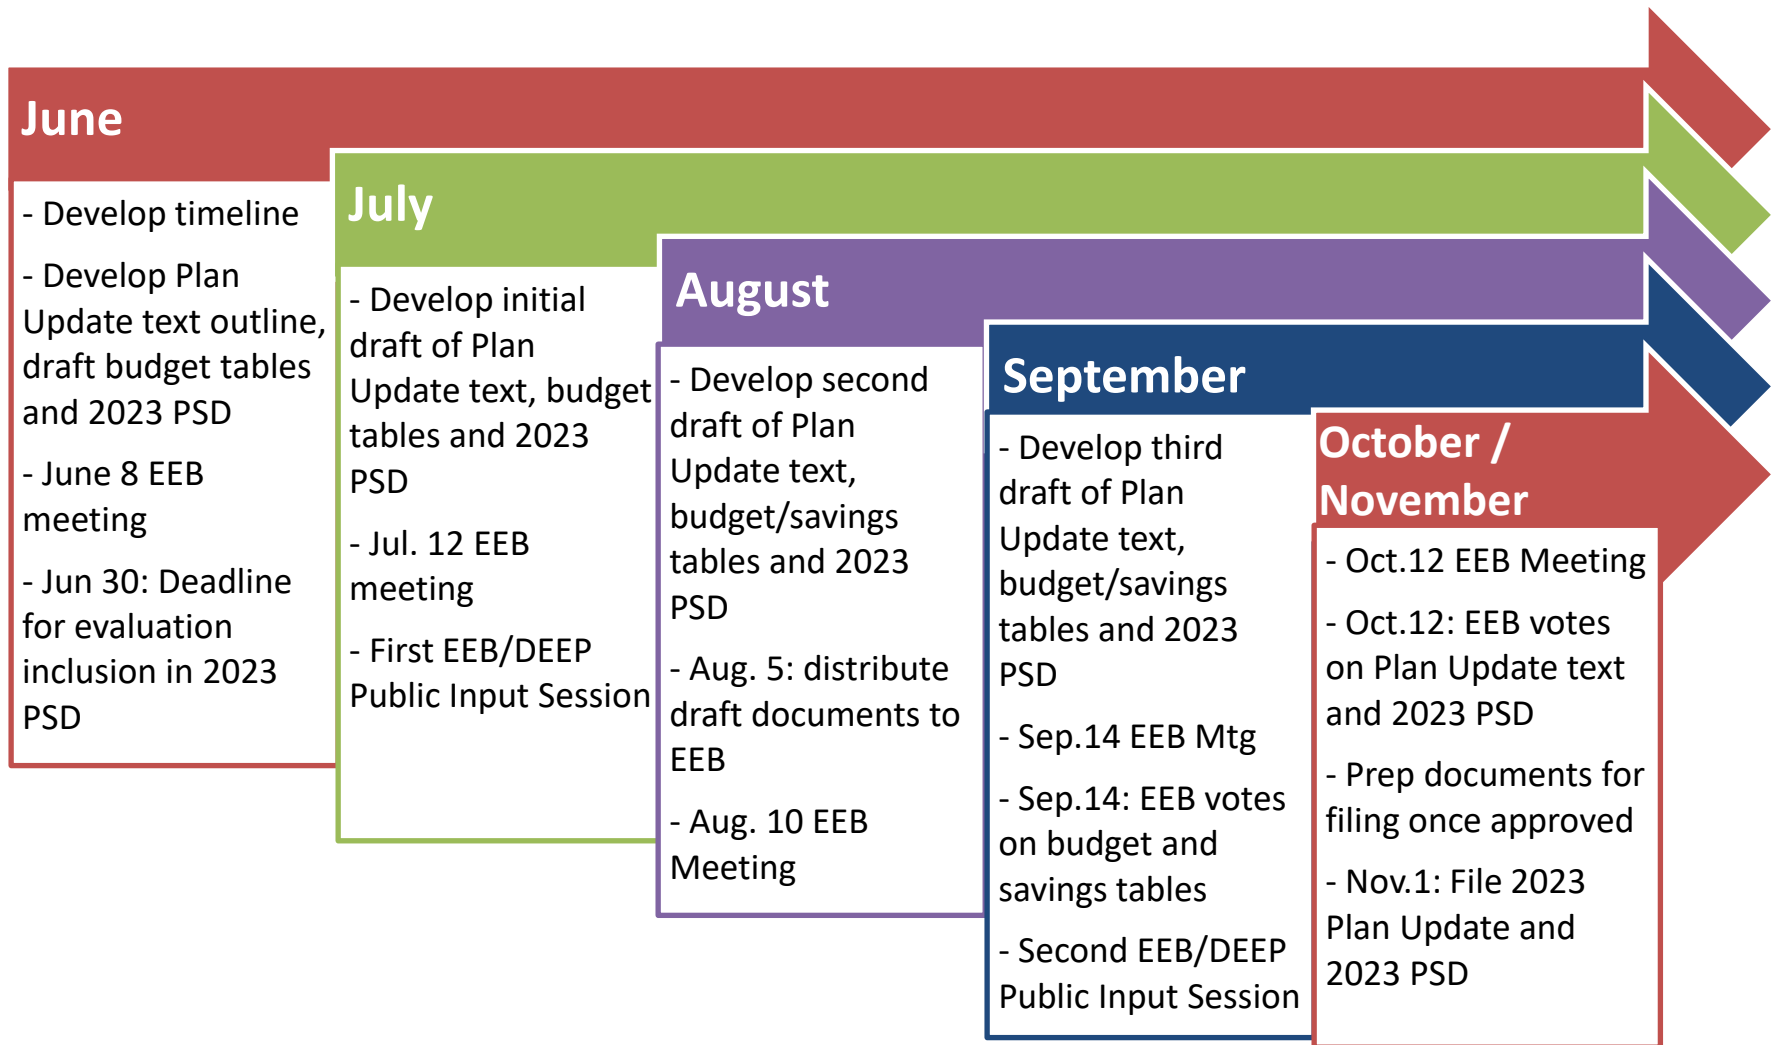 June
- Develop timeline
- Develop Plan
Update text outline,
draft budget tables
and 2023 PSD
- June 8 EEB
meeting
- Jun 30: Deadline
for evaluation
inclusion in 2023
PSD
July
- Develop initial
draft of Plan
Update text, budget
tables and 2023
PSD
- Jul. 12 EEB
meeting
- First EEB/DEEP
Public Input Session
August
- Develop second
draft of Plan
Update text,
budget/savings
tables and 2023
PSD
- Aug. 5: distribute
draft documents to
EEB
- Aug. 10 EEB
Meeting
September
- Develop third
draft of Plan
Update text,
budget/savings
tables and 2023
PSD
- Sep.14 EEB Mtg
- Sep.14: EEB votes
on budget and
savings tables
- Second EEB/DEEP
Public Input Session
October /
November
- Oct.12 EEB Meeting
- Oct.12: EEB votes
on Plan Update text
and 2023 PSD
- Prep documents for
filing once approved
- Nov.1: File 2023
Plan Update and
2023 PSD